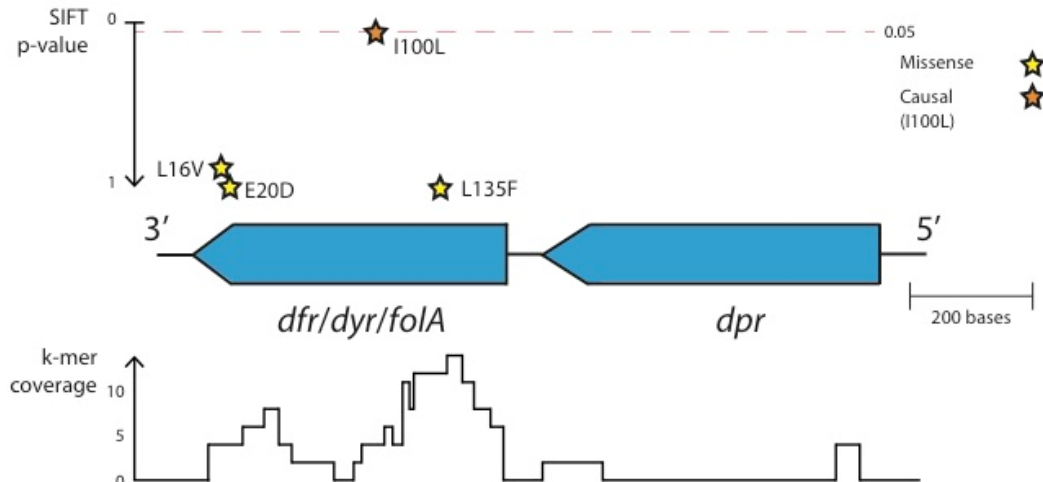 SIFT
p-value
0
0.05
I100L
Missense
Causal
(I100L)
L16V
1
E20D
L135F
3′
5′
dfr/dyr/folA
dpr
200 bases
k-mer
coverage
10
5
0